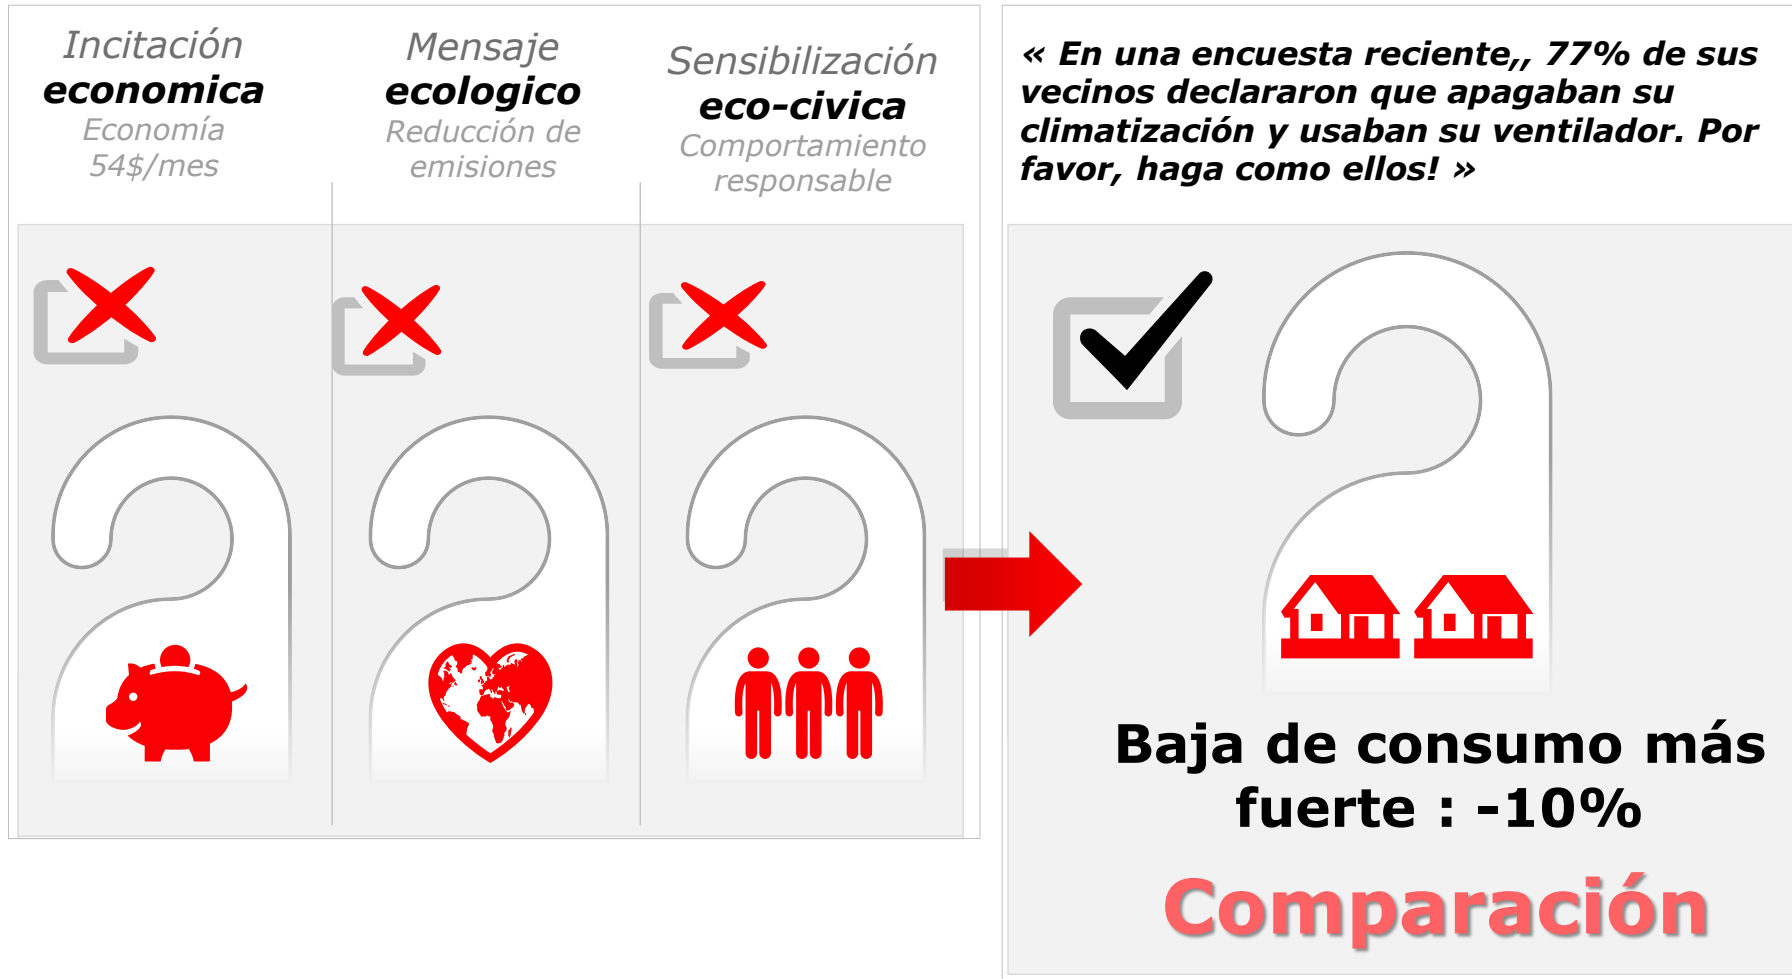 Incitación
economica
Economía
54$/mes
Mensaje
ecologico
Reducción de
emisiones
Sensibilización
eco-civica
Comportamiento
responsable
« En una encuesta reciente,, 77% de sus
vecinos declararon que apagaban su
climatización y usaban su ventilador. Por
favor, haga como ellos! »
Baja de consumo más
fuerte : -10%
Comparación